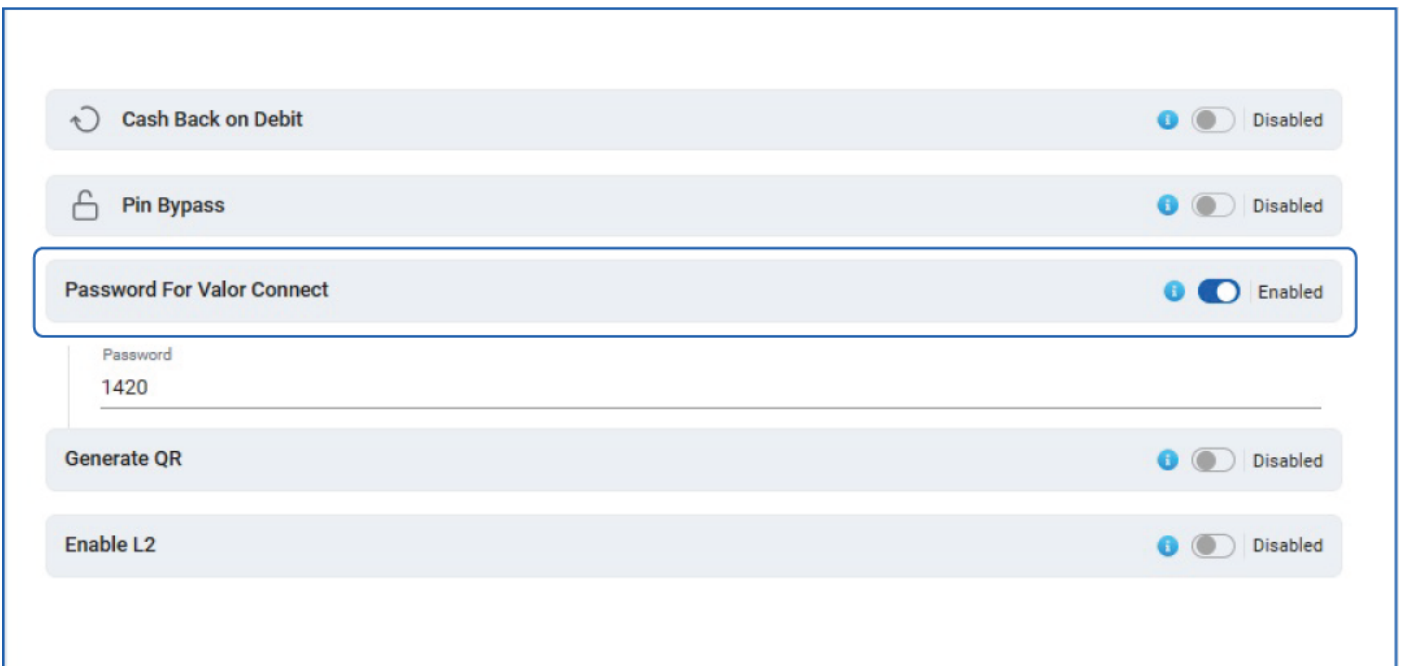 Cash Back on Debit Disabled
Pin Bypass Disabled
Password For Valor Connect Enabled
Password
1420
Generate QR Disabled
Enable L2 Disabled